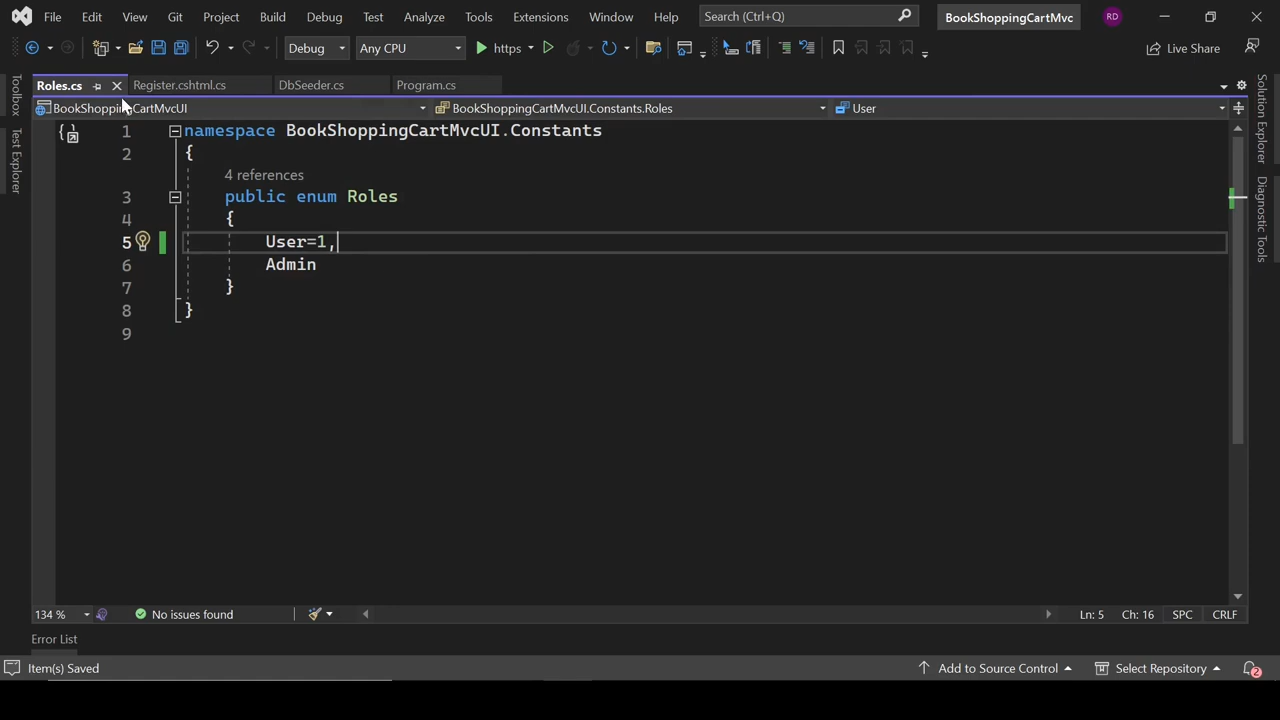 File Edit View Git Project Build Debug Test Analyze Tools Extensions Window Help Search (Ctrl+Q) BookShoppingCartMvc RD
Debug Any CPU https Live Share
Roles.cs Register.cshtml.cs DbSeeder.cs Program.cs
BookShoppingCartMvcUI BookShoppingCartMvcUI.Constants.Roles User
Toolbox
Test Explorer
Solution Explorer
Diagnostic Tools
1 namespace BookShoppingCartMvcUI.Constants
2 {
4 references
3 public enum Roles
4 {
5 User=1,
6 Admin
7 }
8 }
9
134 % No issues found Ln: 5 Ch: 16 SPC CRLF
Error List
Item(s) Saved Add to Source Control Select Repository 2